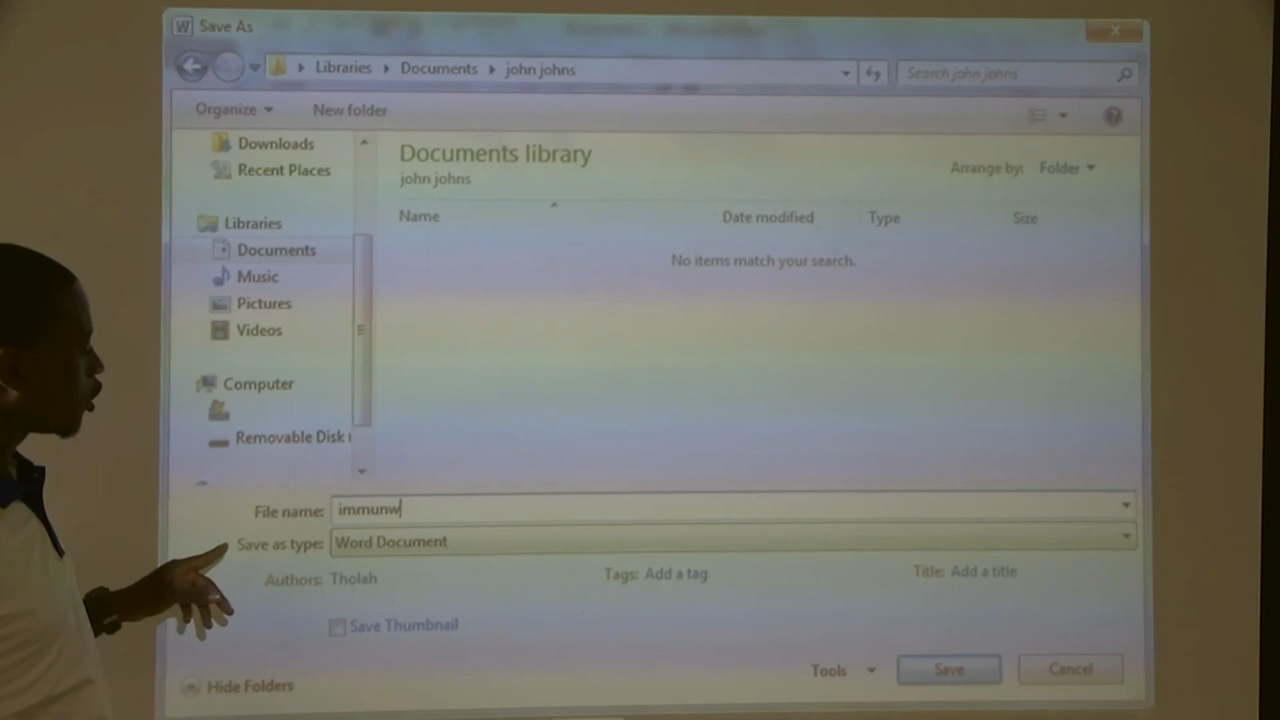 W Save As
Libraries Documents john johns
Search john johns
Organize
New folder
Downloads
Recent Places
Libraries
Documents
Music
Pictures
Videos
Computer
Removable Disk
Documents library
john johns
Arrange by: Folder
Name
Date modified
Type
Size
No items match your search.
File name: immunw
Save as type: Word Document
Authors: Tholah
Tags: Add a tag
Title: Add a title
Save Thumbnail
Hide Folders
Tools
Save
Cancel